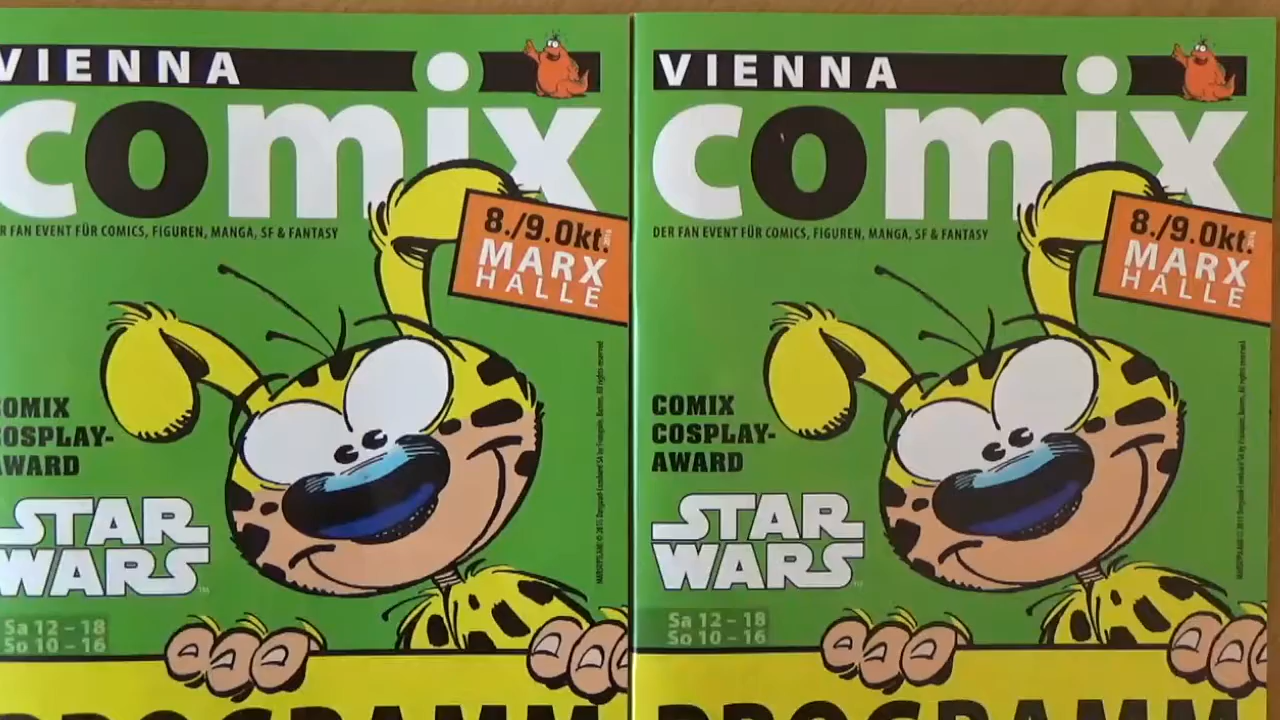 VIENNA
comix
R FAN EVENT FÜR COMICS, FIGUREN, MANGA, SF & FANTASY
8./9. Okt.
MARX
HALLE
COMIX
COSPLAY-
AWARD
STAR
WARS
Sa 12 – 18
So 10 – 16
PROGRAMM
VIENNA
comix
DER FAN EVENT FÜR COMICS, FIGUREN, MANGA, SF & FANTASY
8./9. Okt.
MARX
HALLE
COMIX
COSPLAY-
AWARD
STAR
WARS
Sa 12 – 18
So 10 – 16
PROGRAMM